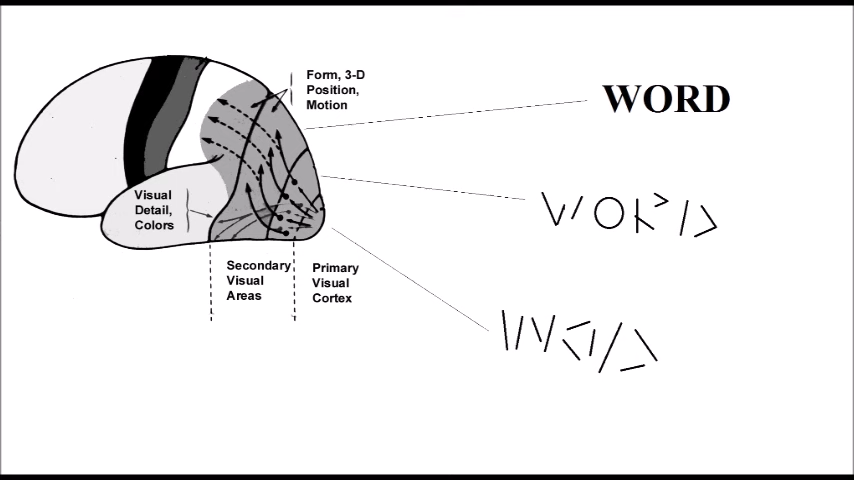 Form, 3-D
Position,
Motion
WORD
Visual
Detail,
Colors
Secondary
Visual
Areas
Primary
Visual
Cortex